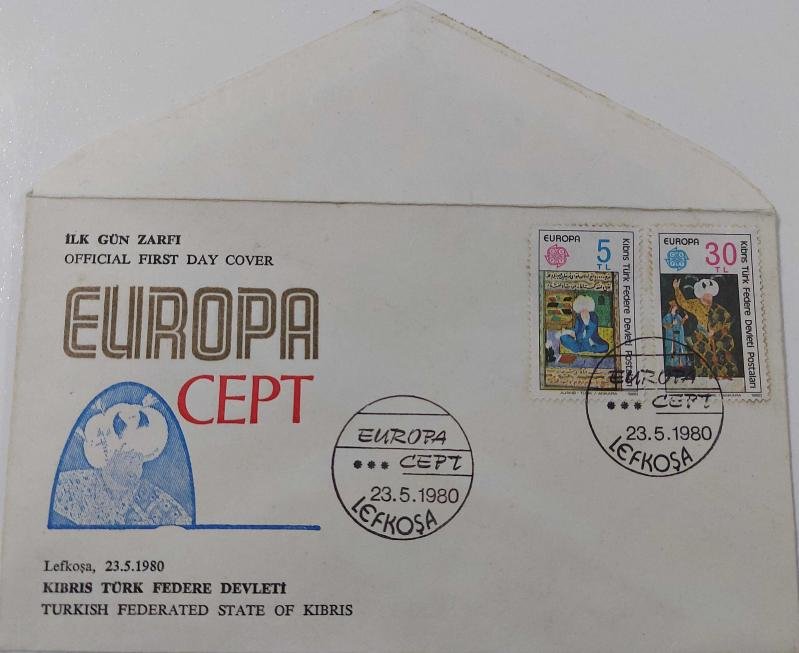 İLK GÜN ZARFI
OFFICIAL FIRST DAY COVER
EUROPA
CEPT
Lefkoşa, 23.5.1980
KIBRIS TÜRK FEDERE DEVLETİ
TURKISH FEDERATED STATE OF KIBRIS
EUROPA
CEPT
23.5.1980
LEFKOŞA
EUROPA
5
TL
Kıbrıs Türk Federe Devleti Postaları
EUROPA
30
TL
Kıbrıs Türk Federe Devleti Postaları
1980
EUROPA
CEPT
23.5.1980
LEFKOŞA